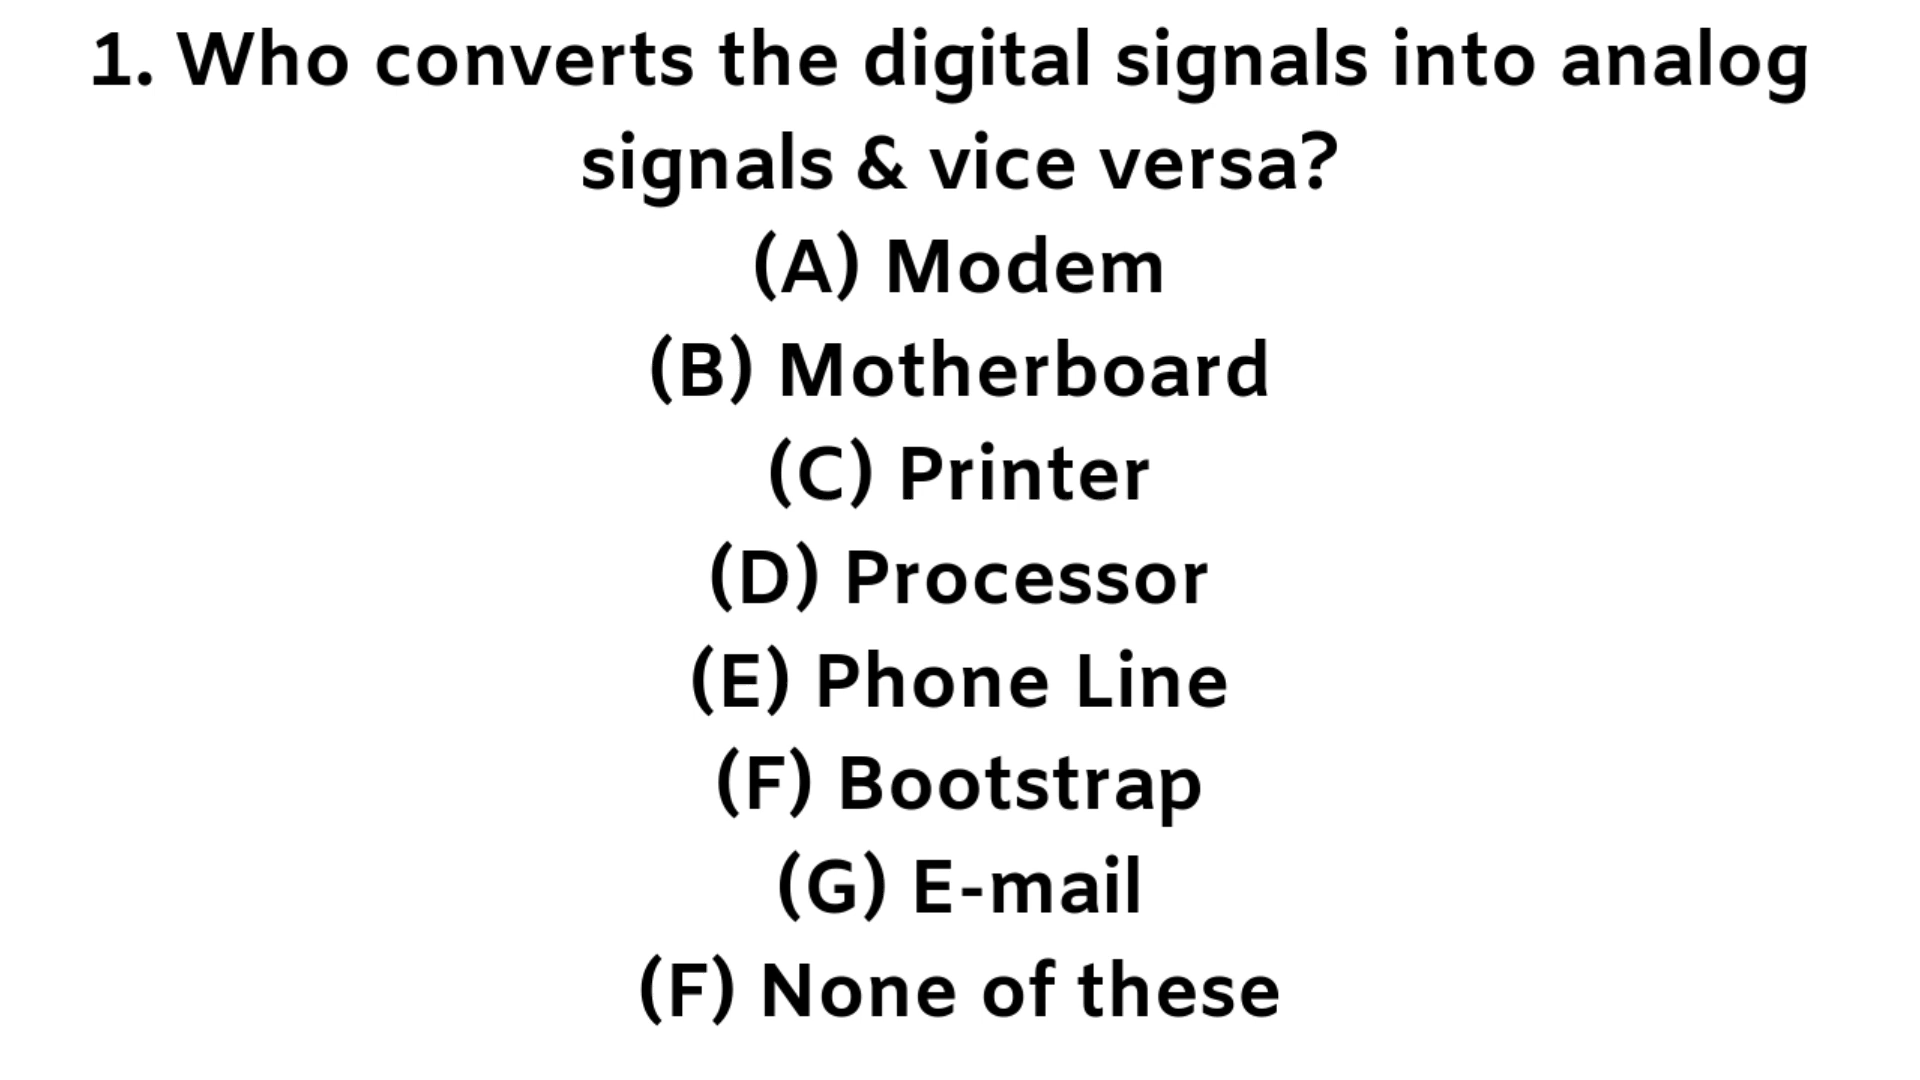 1. Who converts the digital signals into analog
signals & vice versa?
(A) Modem
(B) Motherboard
(C) Printer
(D) Processor
(E) Phone Line
(F) Bootstrap
(G) E-mail
(F) None of these